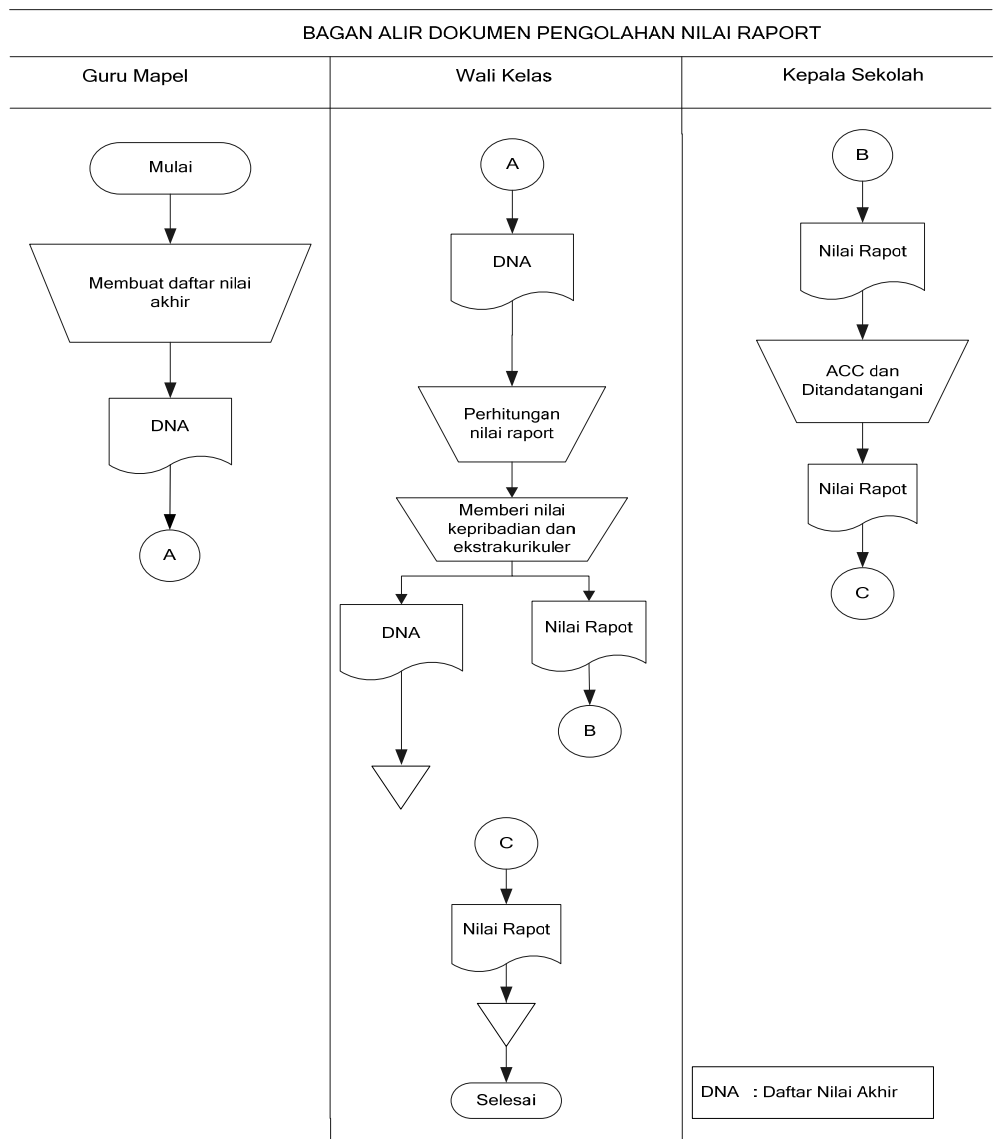 BAGAN ALIR DOKUMEN PENGOLAHAN NILAI RAPORT
Guru Mapel
Wali Kelas
Kepala Sekolah
Mulai
Membuat daftar nilai
akhir
DNA
A
A
DNA
Perhitungan
nilai raport
Memberi nilai
kepribadian dan
ekstrakurikuler
DNA
Nilai Rapot
B
C
Nilai Rapot
Selesai
B
Nilai Rapot
ACC dan
Ditandatangani
Nilai Rapot
C
DNA : Daftar Nilai Akhir